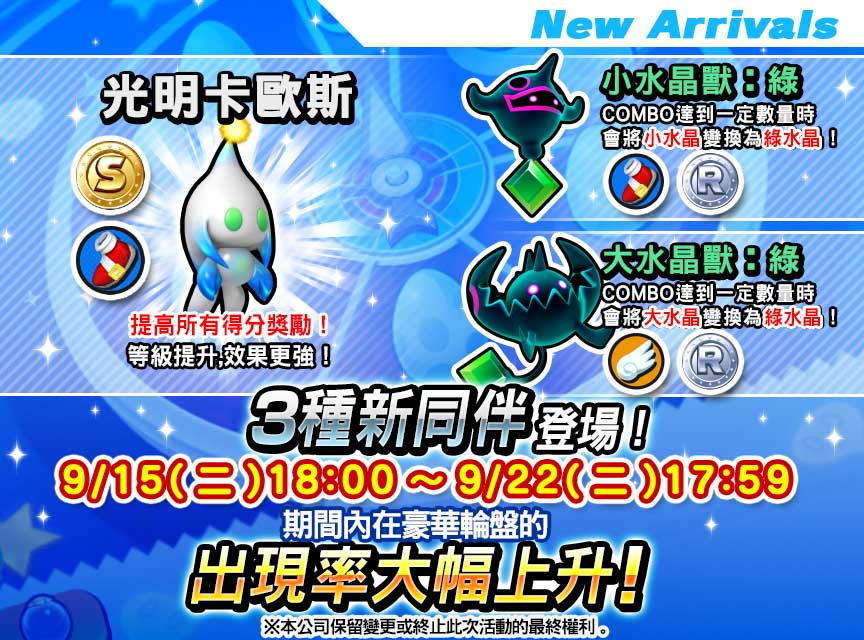 New Arrivals
光明卡歐斯
S
提高所有得分獎勵！
等級提升,效果更強！
小水晶獸：綠
COMBO達到一定數量時
會將小水晶變換為綠水晶！
R
大水晶獸：綠
COMBO達到一定數量時
會將大水晶變換為綠水晶！
R
3種新同伴登場！
9/15(二)18:00～9/22(二)17:59
期間內在豪華輪盤的
出現率大幅上升!
※本公司保留變更或終止此次活動的最終權利。